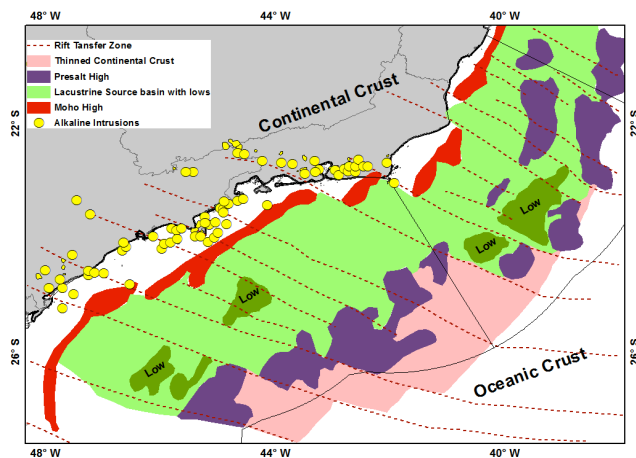 48° W
44° W
40° W
Rift Tansfer Zone
Thinned Continental Crust
Presalt High
Lacustrine Source basin with lows
Moho High
Alkaline Intrusions
Continental Crust
22° S
22° S
Low
Low
Low
Low
26° S
26° S
Oceanic Crust
48° W
44° W
40° W